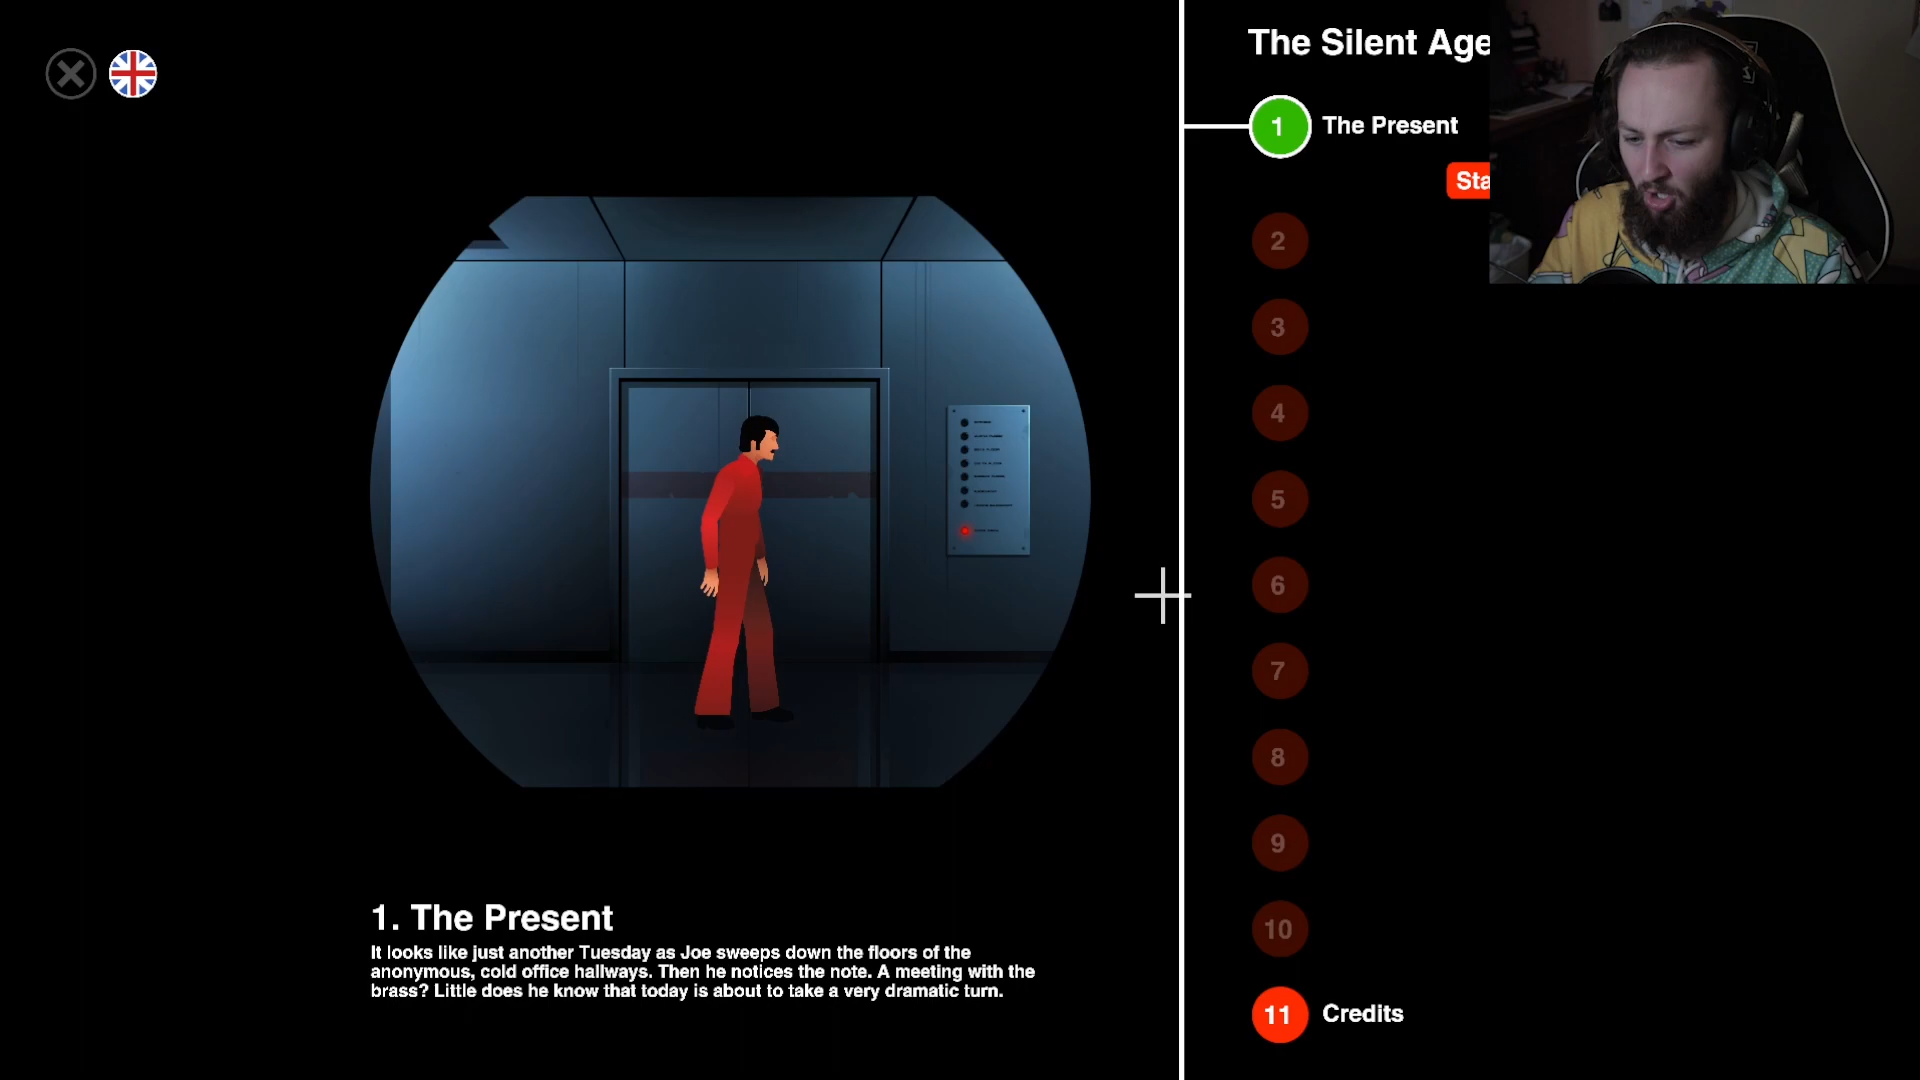 The Silent Age
1 The Present
Sta
2
3
4
5
6
7
8
9
10
11 Credits
1. The Present
It looks like just another Tuesday as Joe sweeps down the floors of the
anonymous, cold office hallways. Then he notices the note. A meeting with the
brass? Little does he know that today is about to take a very dramatic turn.